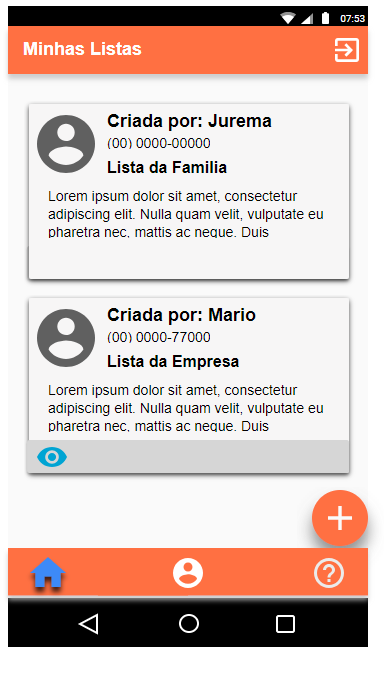 07:53
Minhas Listas
Criada por: Jurema
(00) 0000-00000
Lista da Familia
Lorem ipsum dolor sit amet, consectetur
adipiscing elit. Nulla quam velit, vulputate eu
pharetra nec, mattis ac neque. Duis
Criada por: Mario
(00) 0000-77000
Lista da Empresa
Lorem ipsum dolor sit amet, consectetur
adipiscing elit. Nulla quam velit, vulputate eu
pharetra nec, mattis ac neque. Duis